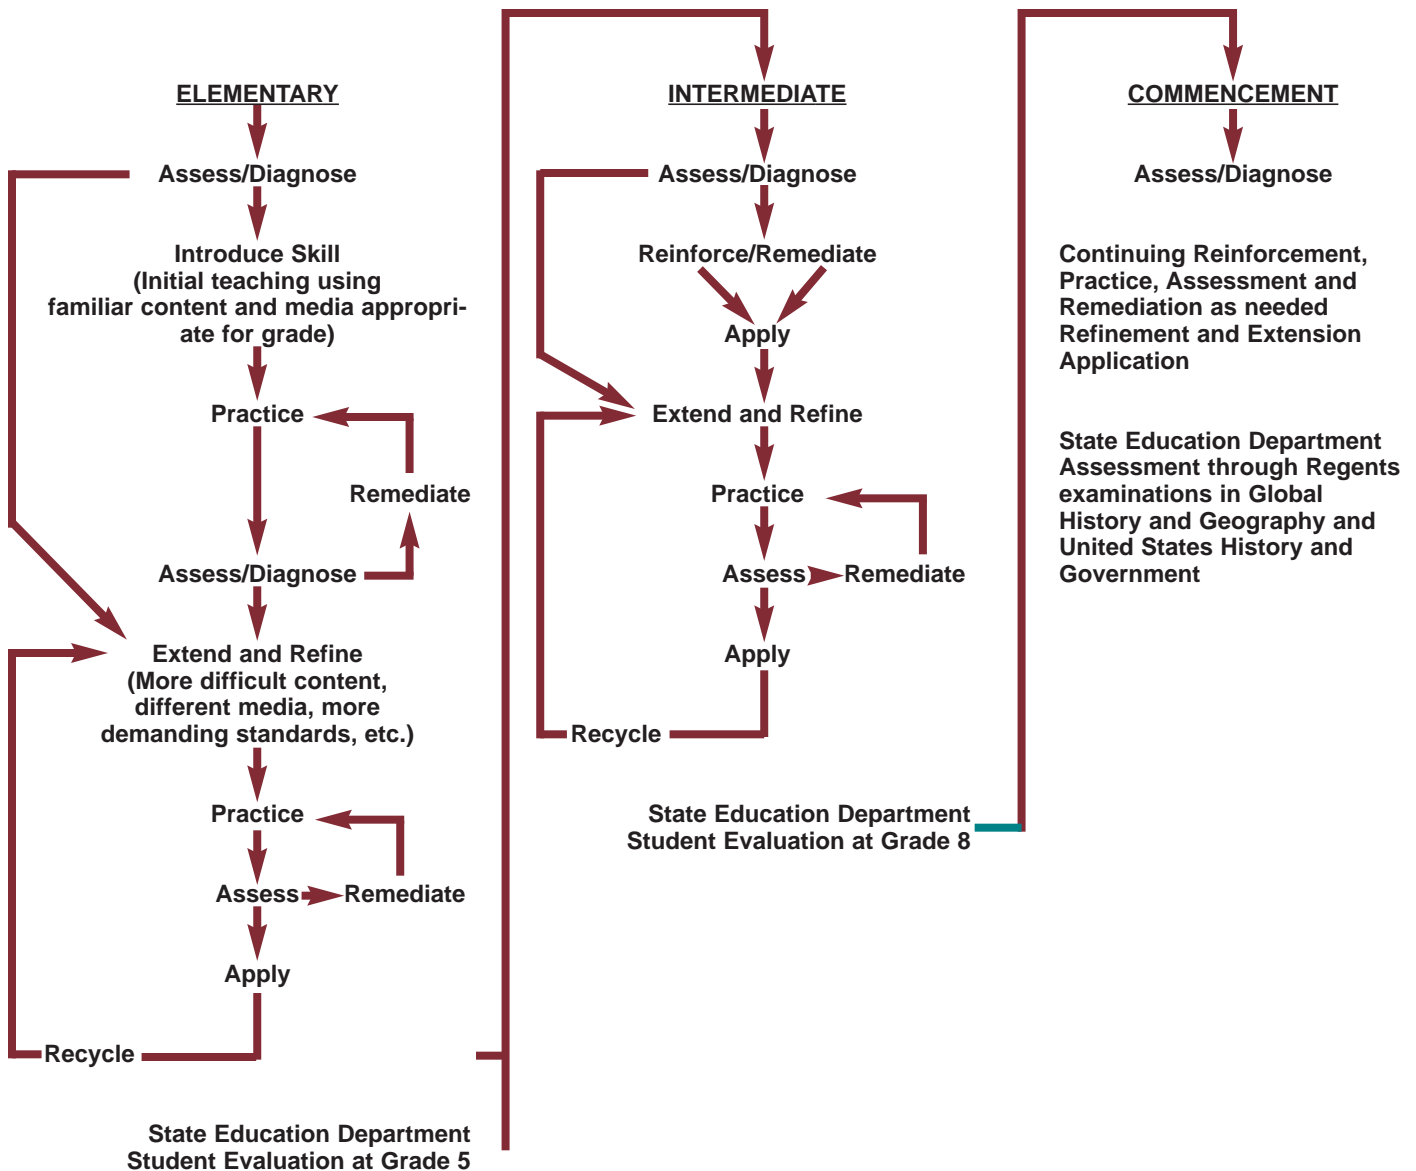 ELEMENTARY
Assess/Diagnose
Introduce Skill
(Initial teaching using
familiar content and media appropri-
ate for grade)
Practice
Remediate
Assess/Diagnose
Extend and Refine
(More difficult content,
different media, more
demanding standards, etc.)
Practice
Assess
Remediate
Apply
Recycle
State Education Department
Student Evaluation at Grade 5
INTERMEDIATE
Assess/Diagnose
Reinforce/Remediate
Apply
Extend and Refine
Practice
Assess
Remediate
Apply
Recycle
State Education Department
Student Evaluation at Grade 8
COMMENCEMENT
Assess/Diagnose
Continuing Reinforcement,
Practice, Assessment and
Remediation as needed
Refinement and Extension
Application
State Education Department
Assessment through Regents
examinations in Global
History and Geography and
United States History and
Government